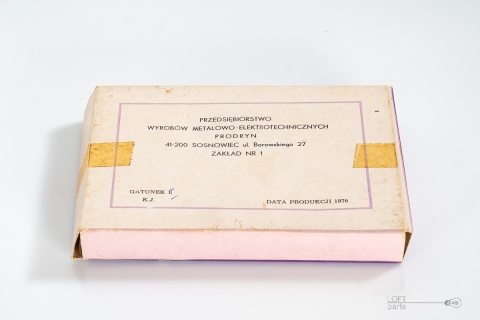 PRZEDSIĘBIORSTWO
WYROBÓW METALOWO-ELEKTROTECHNICZNYCH
PRODRYN
41-200 SOSNOWIEC ul. Borowskiego 27
ZAKŁAD NR 1
GATUNEK
K.J.
DATA PRODUKCJI 1976
LOFT
parts